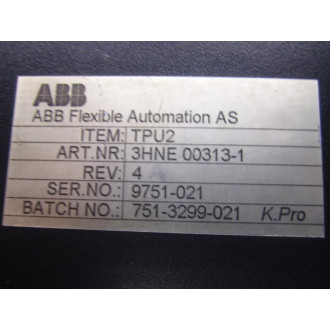 ABB
ABB Flexible Automation AS
ITEM: TPU2
ART.NR: 3HNE 00313-1
REV: 4
SER.NO.: 9751-021
BATCH NO.: 751-3299-021 K.Pro